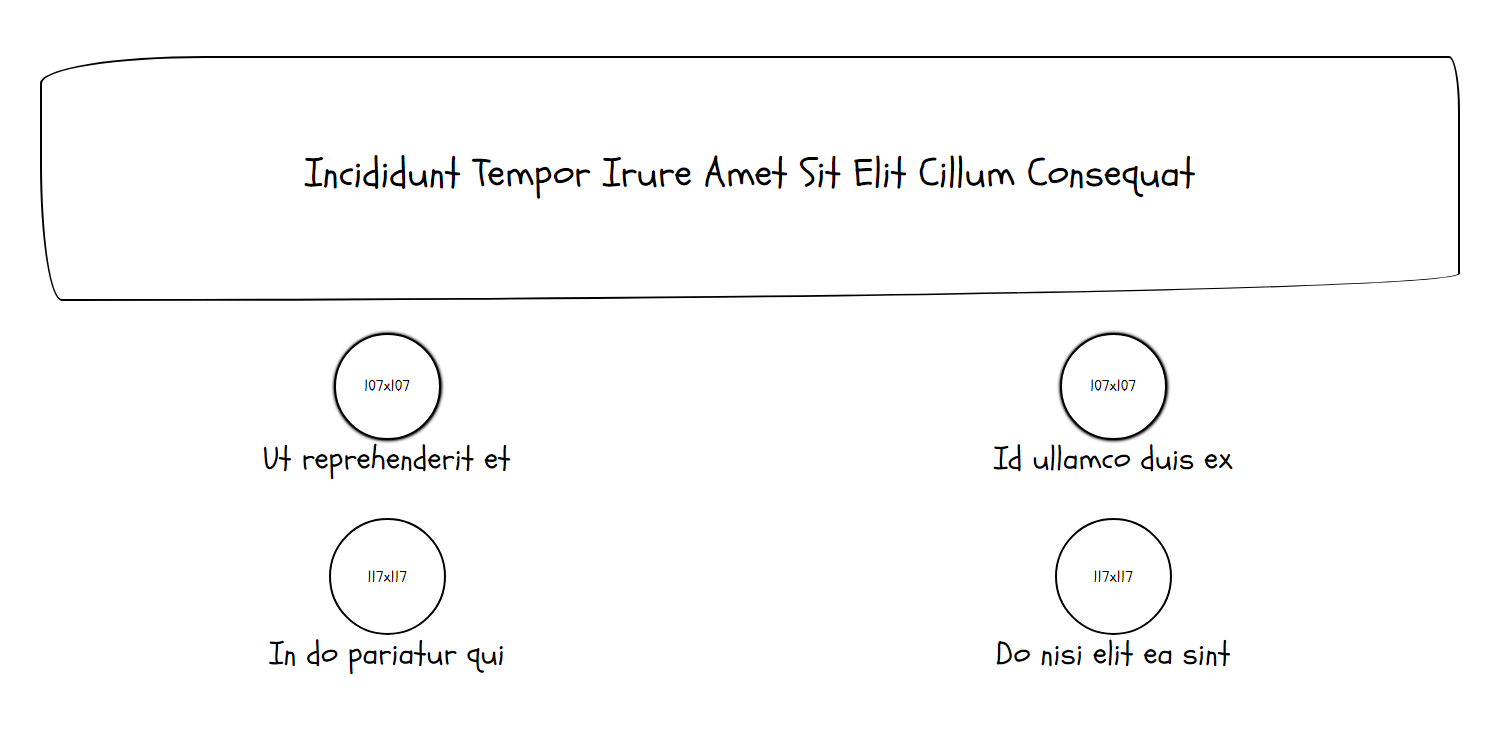 Incididunt Tempor Irure Amet Sit Elit Cillum Consequat
107x107
107x107
Ut reprehenderit et
Id ullamco duis ex
117x117
117x117
In do pariatur qui
Do nisi elit ea sint